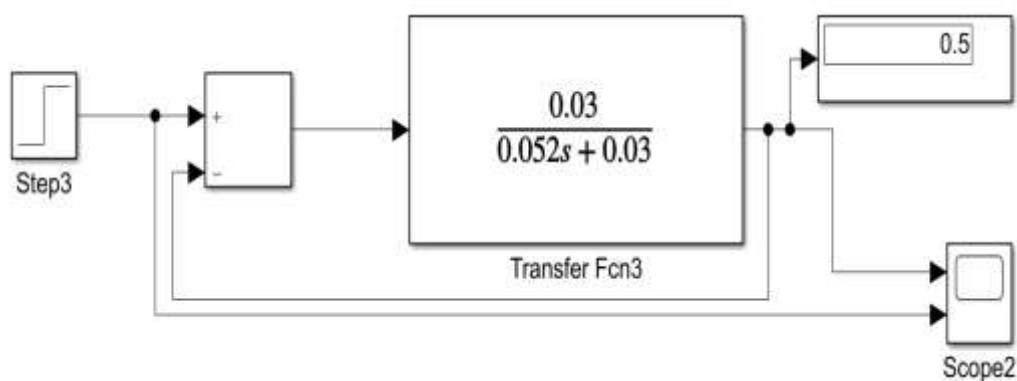 0.5
+
−
0.03
0.052s + 0.03
Step3
Transfer Fcn3
Scope2